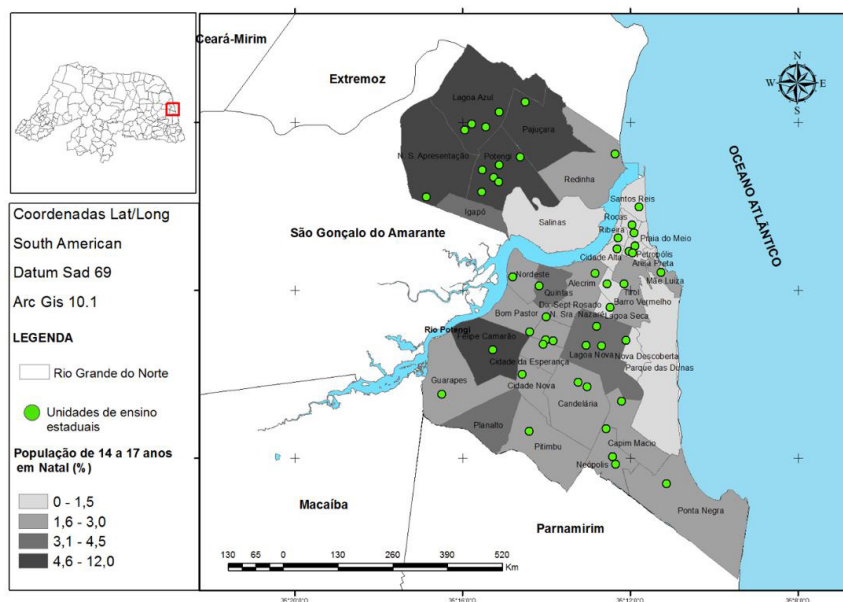 Ceará-Mirim
Extremoz
N
W
E
S
Lagoa Azul
Pajuçara
N. S. Apresentação
Potengi
Redinha
OCEANO ATLÂNTICO
Igapó
Salinas
Santos Reis
Rocas
Ribeira
Praia do Meio
Petrópolis
Cidade Alta
Areia Preta
Mãe Luiza
São Gonçalo do Amarante
Nordeste
Alecrim
Quintas
Tirol
Barro Vermelho
Dix-Sept Rosado
Bom Pastor
N. Sra. Nazaré
Lagoa Seca
Rio Potengi
Felipe Camarão
Lagoa Nova
Nova Descoberta
Cidade da Esperança
Parque das Dunas
Cidade Nova
Guarapes
Candelária
Planalto
Pitimbu
Capim Macio
Neópolis
Ponta Negra
Macaíba
Parnamirim
Coordenadas Lat/Long
South American
Datum Sad 69
Arc Gis 10.1
LEGENDA
Rio Grande do Norte
Unidades de ensino
estaduais
População de 14 a 17 anos
em Natal (%)
0 - 1,5
1,6 - 3,0
3,1 - 4,5
4,6 - 12,0
130 65 0 130 260 390 520
Km